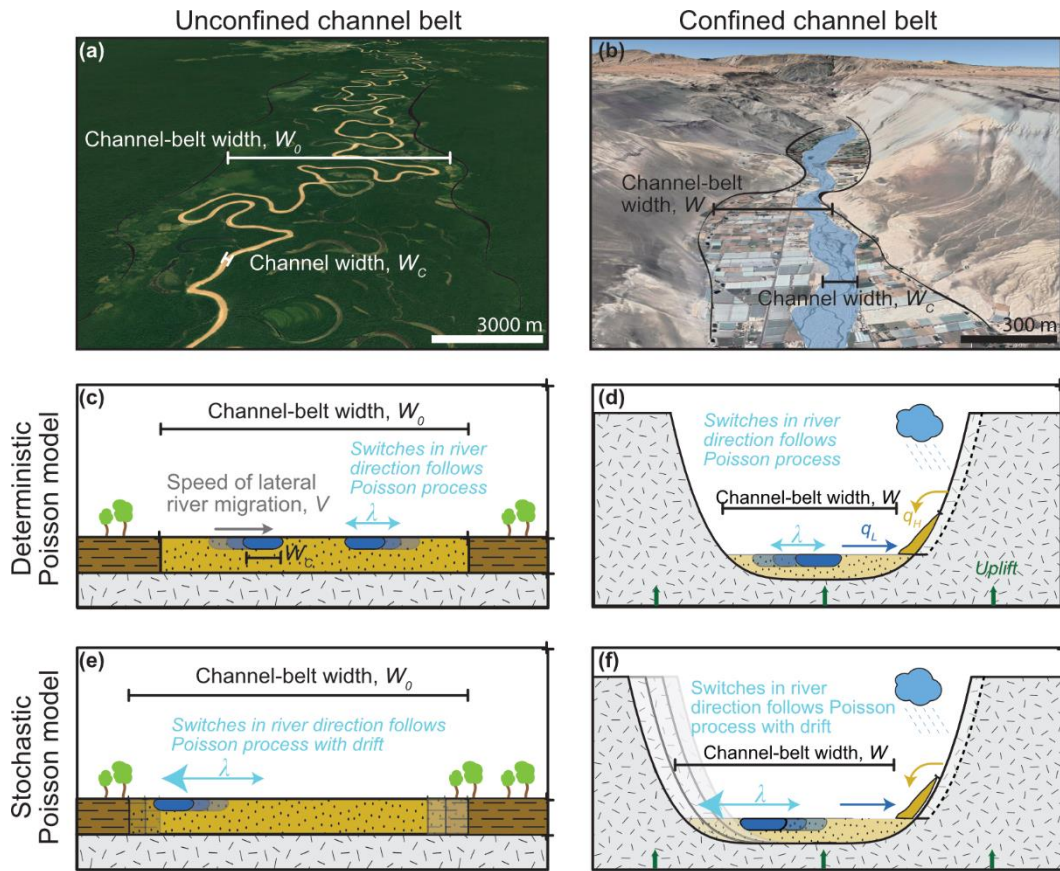 Unconfined channel belt
Confined channel belt
(a)
Channel-belt width, W0
Channel width, WC
3000 m
(b)
Channel-belt
width, W
Channel width, WC
300 m
Deterministic
Poisson model
(c)
Channel-belt width, W0
Switches in river
direction follows
Poisson process
Speed of lateral
river migration, V
λ
WC
(d)
Switches in river
direction follows
Poisson process
Channel-belt width, W
λ
qL
qH
Uplift
Stochastic
Poisson model
(e)
Channel-belt width, W0
Switches in river direction follows
Poisson process with drift
λ
(f)
Switches in river
direction follows Poisson
process with drift
Channel-belt width, W
λ